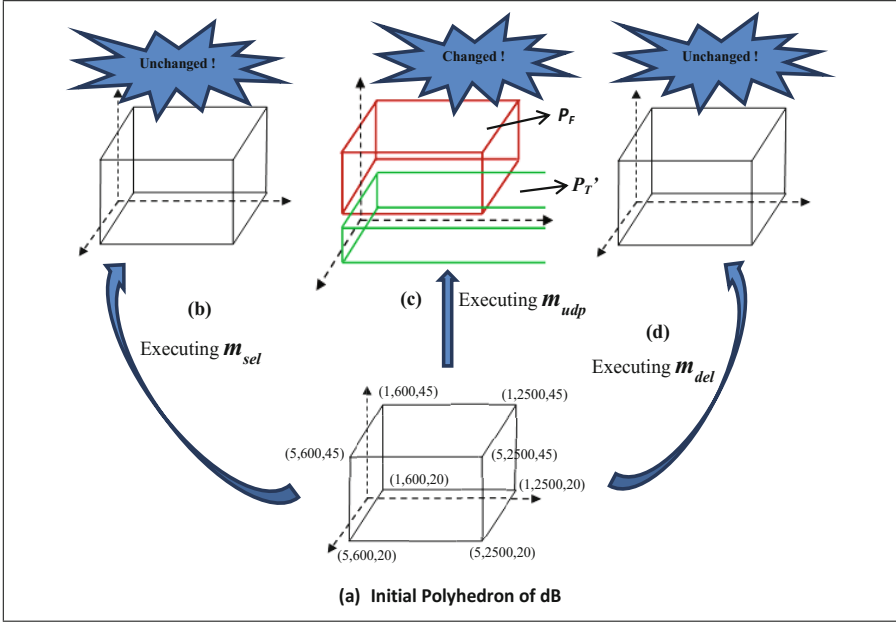 Unchanged !
Changed !
Unchanged !
P_F
P_T'
(b)
(c)
(d)
Executing m_sel
Executing m_udp
Executing m_del
(1,600,45)
(1,2500,45)
(5,600,45)
(5,2500,45)
(1,600,20)
(1,2500,20)
(5,600,20)
(5,2500,20)
(a) Initial Polyhedron of dB